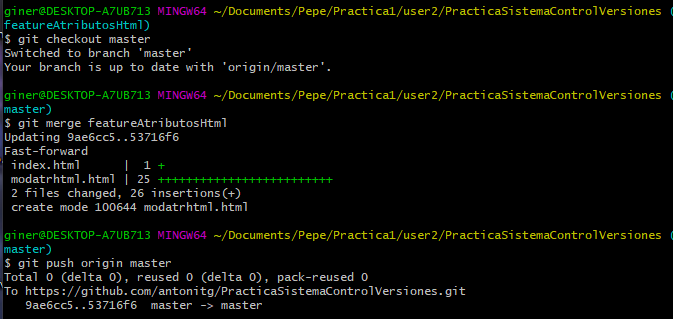 giner@DESKTOP-A7UB713 MINGW64 ~/Documents/Pepe/Practica1/user2/PracticaSistemaControlVersiones (
featureAtributosHtml)
$ git checkout master
Switched to branch 'master'
Your branch is up to date with 'origin/master'.
giner@DESKTOP-A7UB713 MINGW64 ~/Documents/Pepe/Practica1/user2/PracticaSistemaControlVersiones (
master)
$ git merge featureAtributosHtml
Updating 9ae6cc5..53716f6
Fast-forward
 index.html      |  1 +
 modatrhtml.html | 25 +++++++++++++++++++++++++
 2 files changed, 26 insertions(+)
 create mode 100644 modatrhtml.html
giner@DESKTOP-A7UB713 MINGW64 ~/Documents/Pepe/Practica1/user2/PracticaSistemaControlVersiones (
master)
$ git push origin master
Total 0 (delta 0), reused 0 (delta 0), pack-reused 0
To https://github.com/antonitg/PracticaSistemaControlVersiones.git
   9ae6cc5..53716f6  master -> master